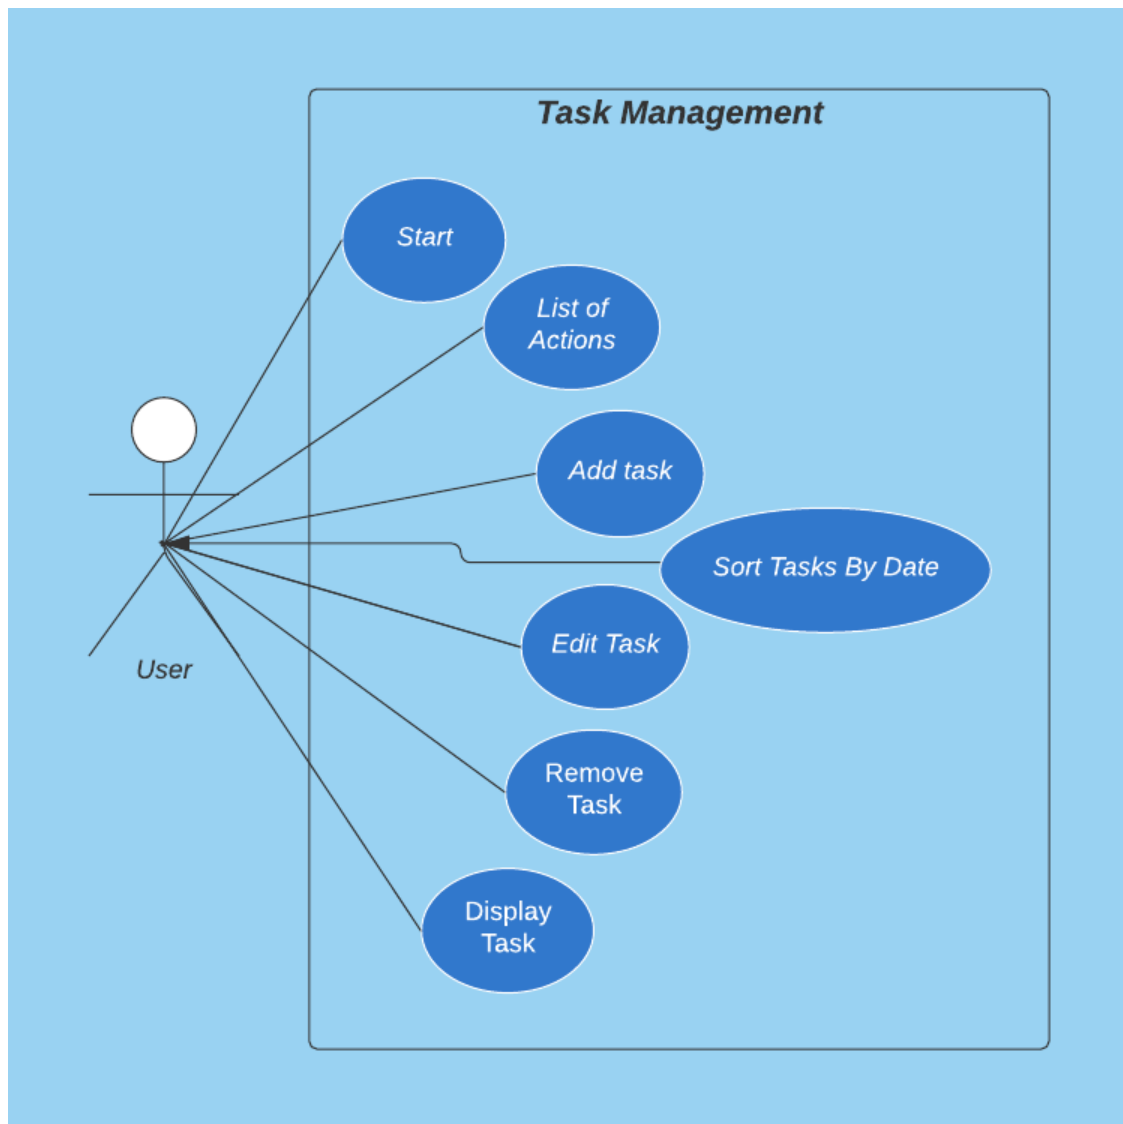 Task Management
Start
List of
Actions
Add task
Sort Tasks By Date
Edit Task
User
Remove
Task
Display
Task